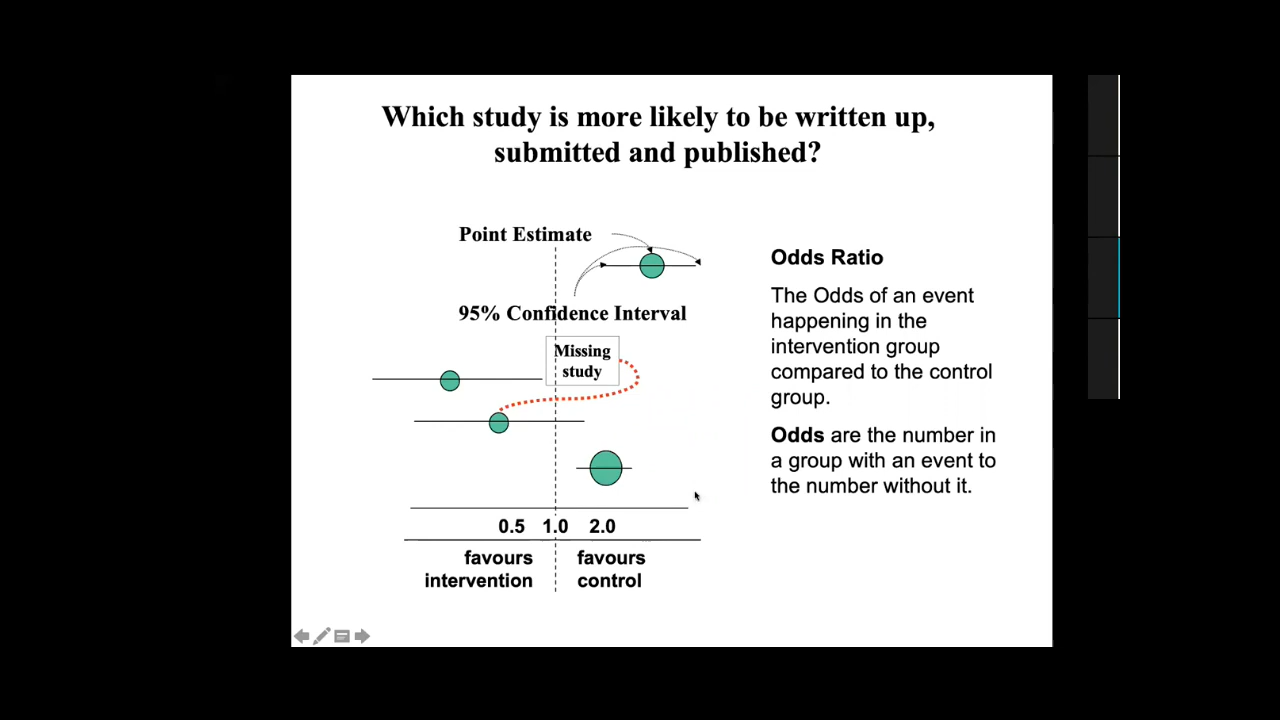 Which study is more likely to be written up,
submitted and published?
Point Estimate
95% Confidence Interval
Missing
study
0.5 1.0 2.0
favours
intervention
favours
control
Odds Ratio
The Odds of an event
happening in the
intervention group
compared to the control
group.
Odds are the number in
a group with an event to
the number without it.